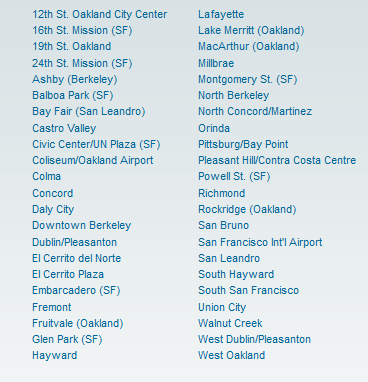 12th St. Oakland City Center
16th St. Mission (SF)
19th St. Oakland
24th St. Mission (SF)
Ashby (Berkeley)
Balboa Park (SF)
Bay Fair (San Leandro)
Castro Valley
Civic Center/UN Plaza (SF)
Coliseum/Oakland Airport
Colma
Concord
Daly City
Downtown Berkeley
Dublin/Pleasanton
El Cerrito del Norte
El Cerrito Plaza
Embarcadero (SF)
Fremont
Fruitvale (Oakland)
Glen Park (SF)
Hayward
Lafayette
Lake Merritt (Oakland)
MacArthur (Oakland)
Millbrae
Montgomery St. (SF)
North Berkeley
North Concord/Martinez
Orinda
Pittsburg/Bay Point
Pleasant Hill/Contra Costa Centre
Powell St. (SF)
Richmond
Rockridge (Oakland)
San Bruno
San Francisco Int'l Airport
San Leandro
South Hayward
South San Francisco
Union City
Walnut Creek
West Dublin/Pleasanton
West Oakland